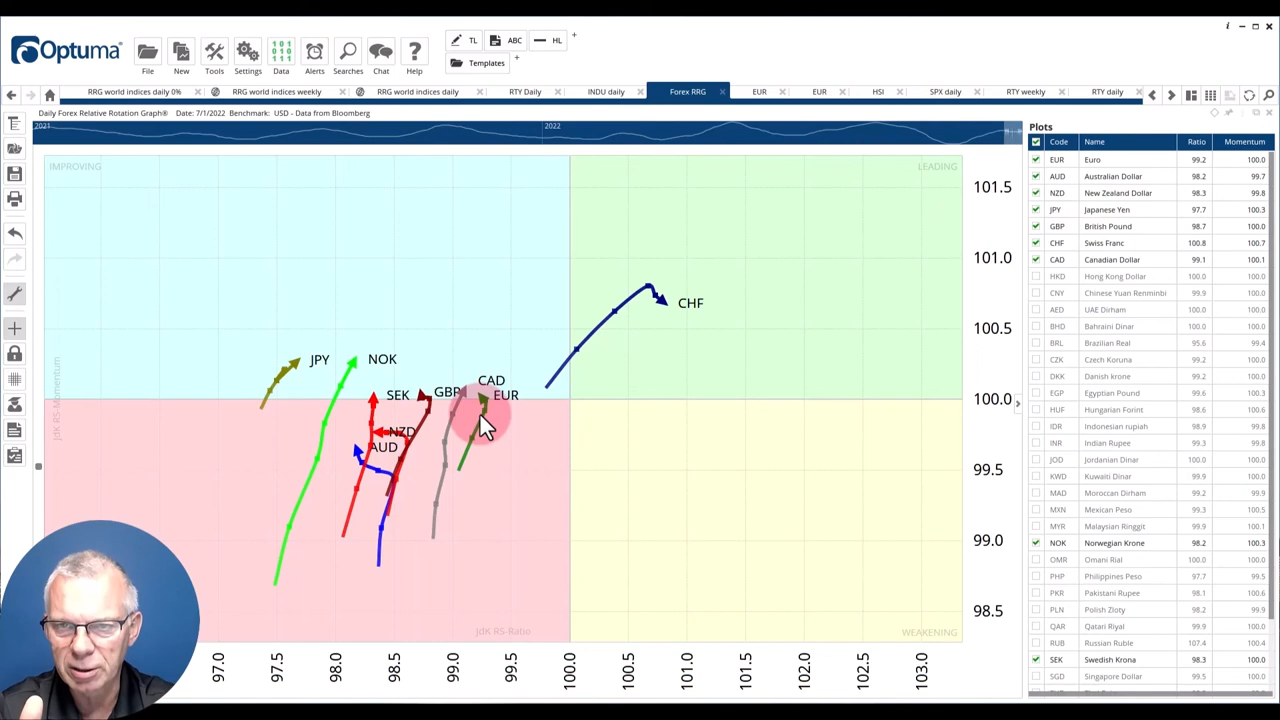 Optuma®
File New Tools Settings Data Alerts Searches Chat Help
TL ABC HL +
Templates +
RRG world indices daily 0% RRG world indices weekly RRG world indices daily RTY Daily INDU daily Forex RRG EUR EUR HSI SPX daily RTY weekly RTY daily
Daily Forex Relative Rotation Graph® Date: 7/1/2022 Benchmark: USD - Data from Bloomberg
2021 2022
IMPROVING LEADING
101.5
101.0
CHF
100.5
JPY NOK
CAD
SEK GBP EUR
100.0
NZD
AUD
99.5
99.0
98.5
JdK RS-Momentum
JdK RS-Ratio
WEAKENING
97.0 97.5 98.0 98.5 99.0 99.5 100.0 100.5 101.0 101.5 102.0 102.5 103.0
Plots
Code Name Ratio Momentum
EUR Euro 99.2 100.0
AUD Australian Dollar 98.2 99.7
NZD New Zealand Dollar 98.3 99.8
JPY Japanese Yen 97.7 100.3
GBP British Pound 98.7 100.0
CHF Swiss Franc 100.8 100.7
CAD Canadian Dollar 99.1 100.1
HKD Hong Kong Dollar 100.0 100.0
CNY Chinese Yuan Renminbi 99.9 100.0
AED UAE Dirham 100.0 100.0
BHD Bahraini Dinar 100.0 100.0
BRL Brazilian Real 95.6 99.4
CZK Czech Koruna 99.2 100.0
DKK Danish krone 99.2 100.0
EGP Egyptian Pound 99.3 100.0
HUF Hungarian Forint 98.6 100.0
IDR Indonesian rupiah 98.9 100.0
INR Indian Rupee 99.3 99.8
JOD Jordanian Dinar 100.0 100.0
KWD Kuwaiti Dinar 99.9 100.0
MAD Moroccan Dirham 99.2 99.9
MXN Mexican Peso 99.3 100.5
MYR Malaysian Ringgit 99.9 100.1
NOK Norwegian Krone 98.2 100.3
OMR Omani Rial 100.0 100.0
PHP Philippines Peso 97.7 99.5
PKR Pakistani Rupee 98.1 100.6
PLN Polish Zloty 98.2 99.9
QAR Qatari Riyal 99.9 100.0
RUB Russian Ruble 107.4 100.4
SEK Swedish Krona 98.3 100.0
SGD Singapore Dollar 99.5 100.0